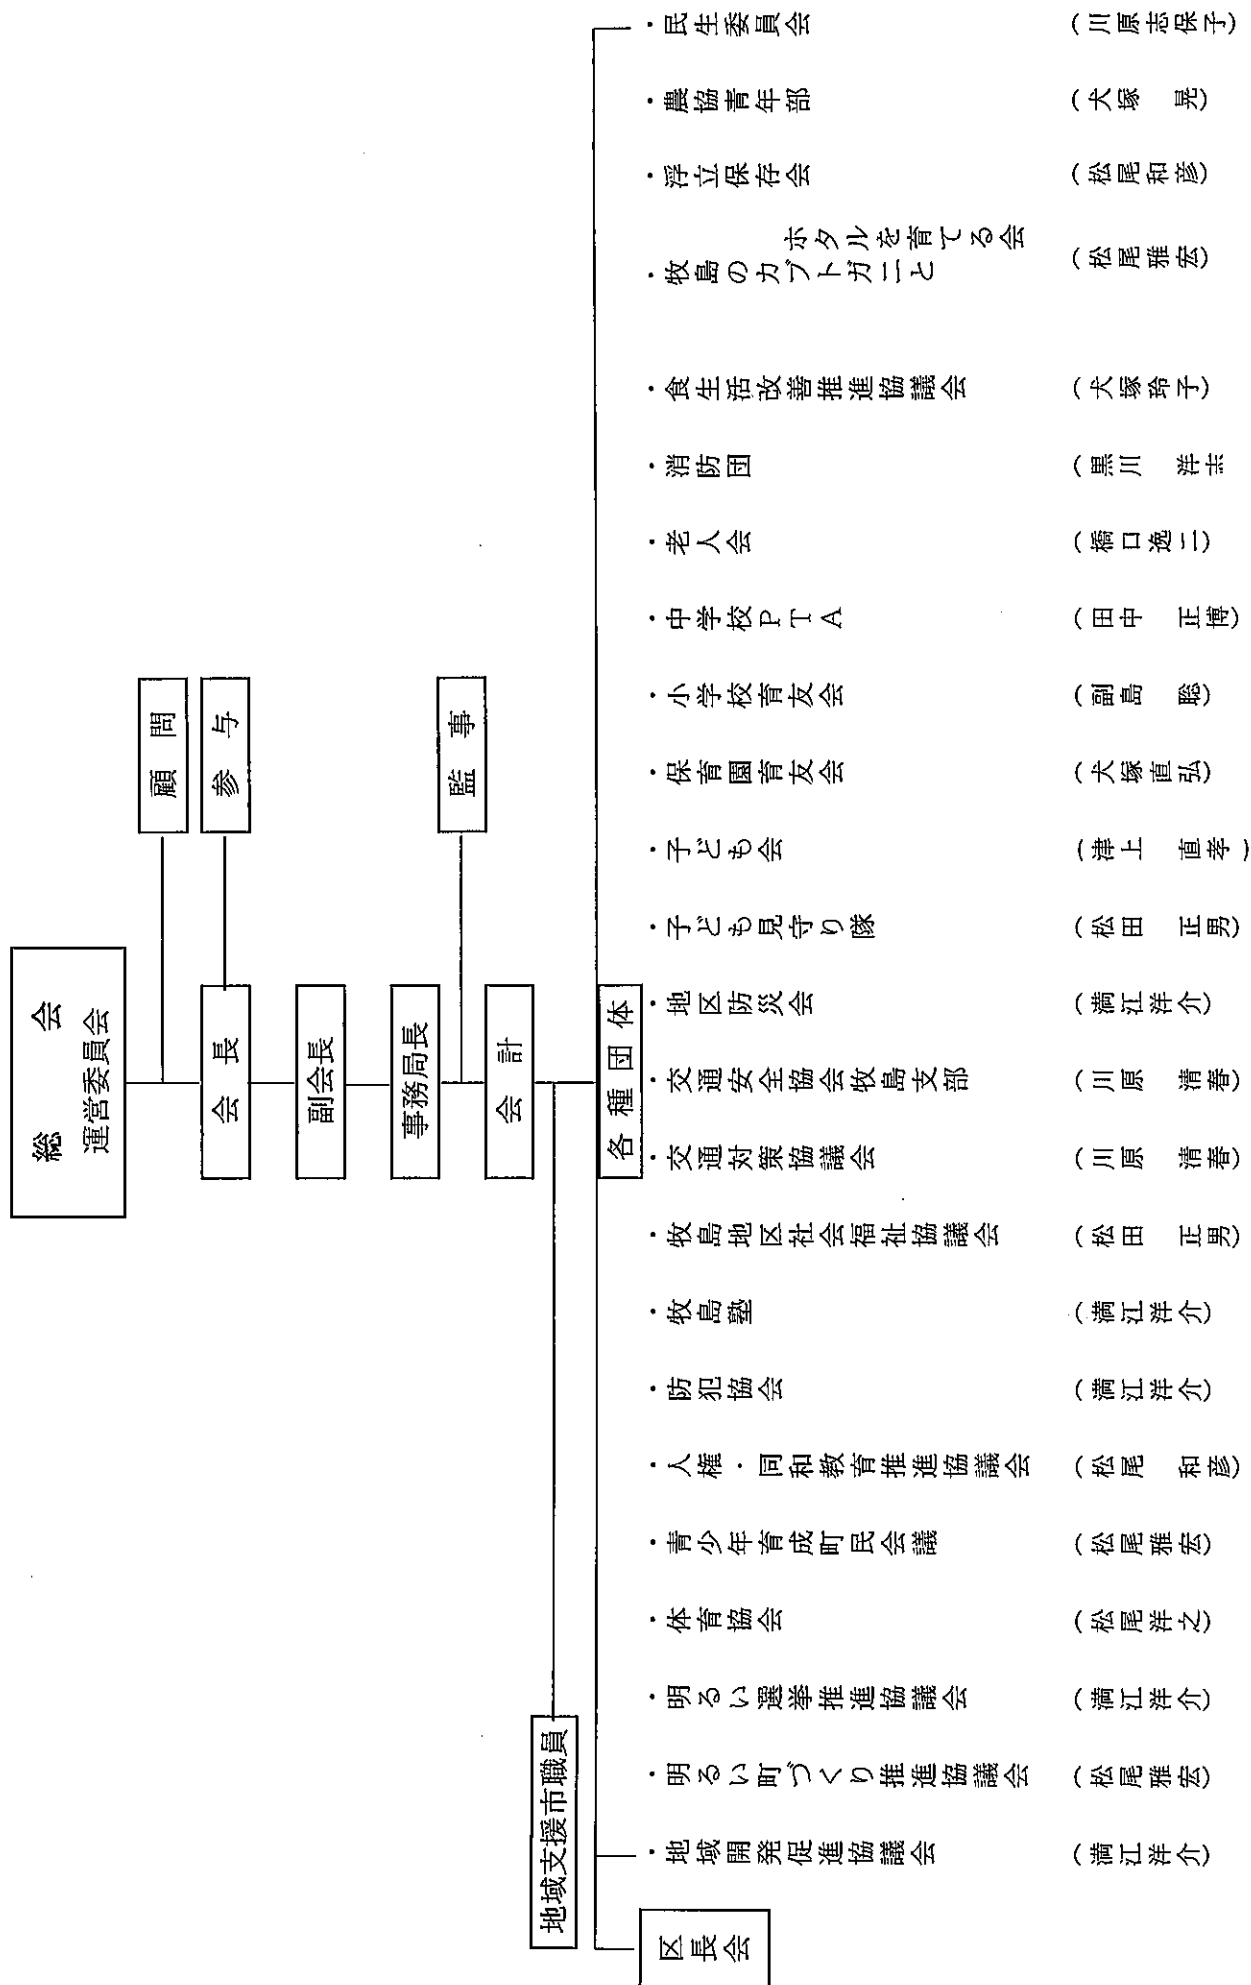 総　会
運営委員会
顧　問
会　長
参　与
副会長
事務局長
監　事
会　計
地域支援市職員
各種団体
区長会
・地域開発促進協議会　(満江洋介)
・明るい町づくり推進協議会　(松尾雅宏)
・明るい選挙推進協議会　(満江洋介)
・体育協会　(松尾洋之)
・青少年育成町民会議　(松尾雅宏)
・人権・同和教育推進協議会　(松尾　和彦)
・防犯協会　(満江洋介)
・牧島塾　(満江洋介)
・牧島地区社会福祉協議会　(松田　正男)
・交通対策協議会　(川原　清春)
・交通安全協会牧島支部　(川原　清春)
・地区防災会　(満江洋介)
・子ども見守り隊　(松田　正男)
・子ども会　(津上　直孝)
・保育園育友会　(犬塚直弘)
・小学校育友会　(副島　聡)
・中学校ＰＴＡ　(田中　正博)
・老人会　(橋口逸二)
・消防団　(黒川　洋
・食生活改善推進協議会　(犬塚玲子)
・牧島のカブトガニと
ホタルを育てる会　(松尾雅宏)
・浮立保存会　(松尾和彦)
・農協青年部　(犬塚　晃)
・民生委員会　(川原志保子)